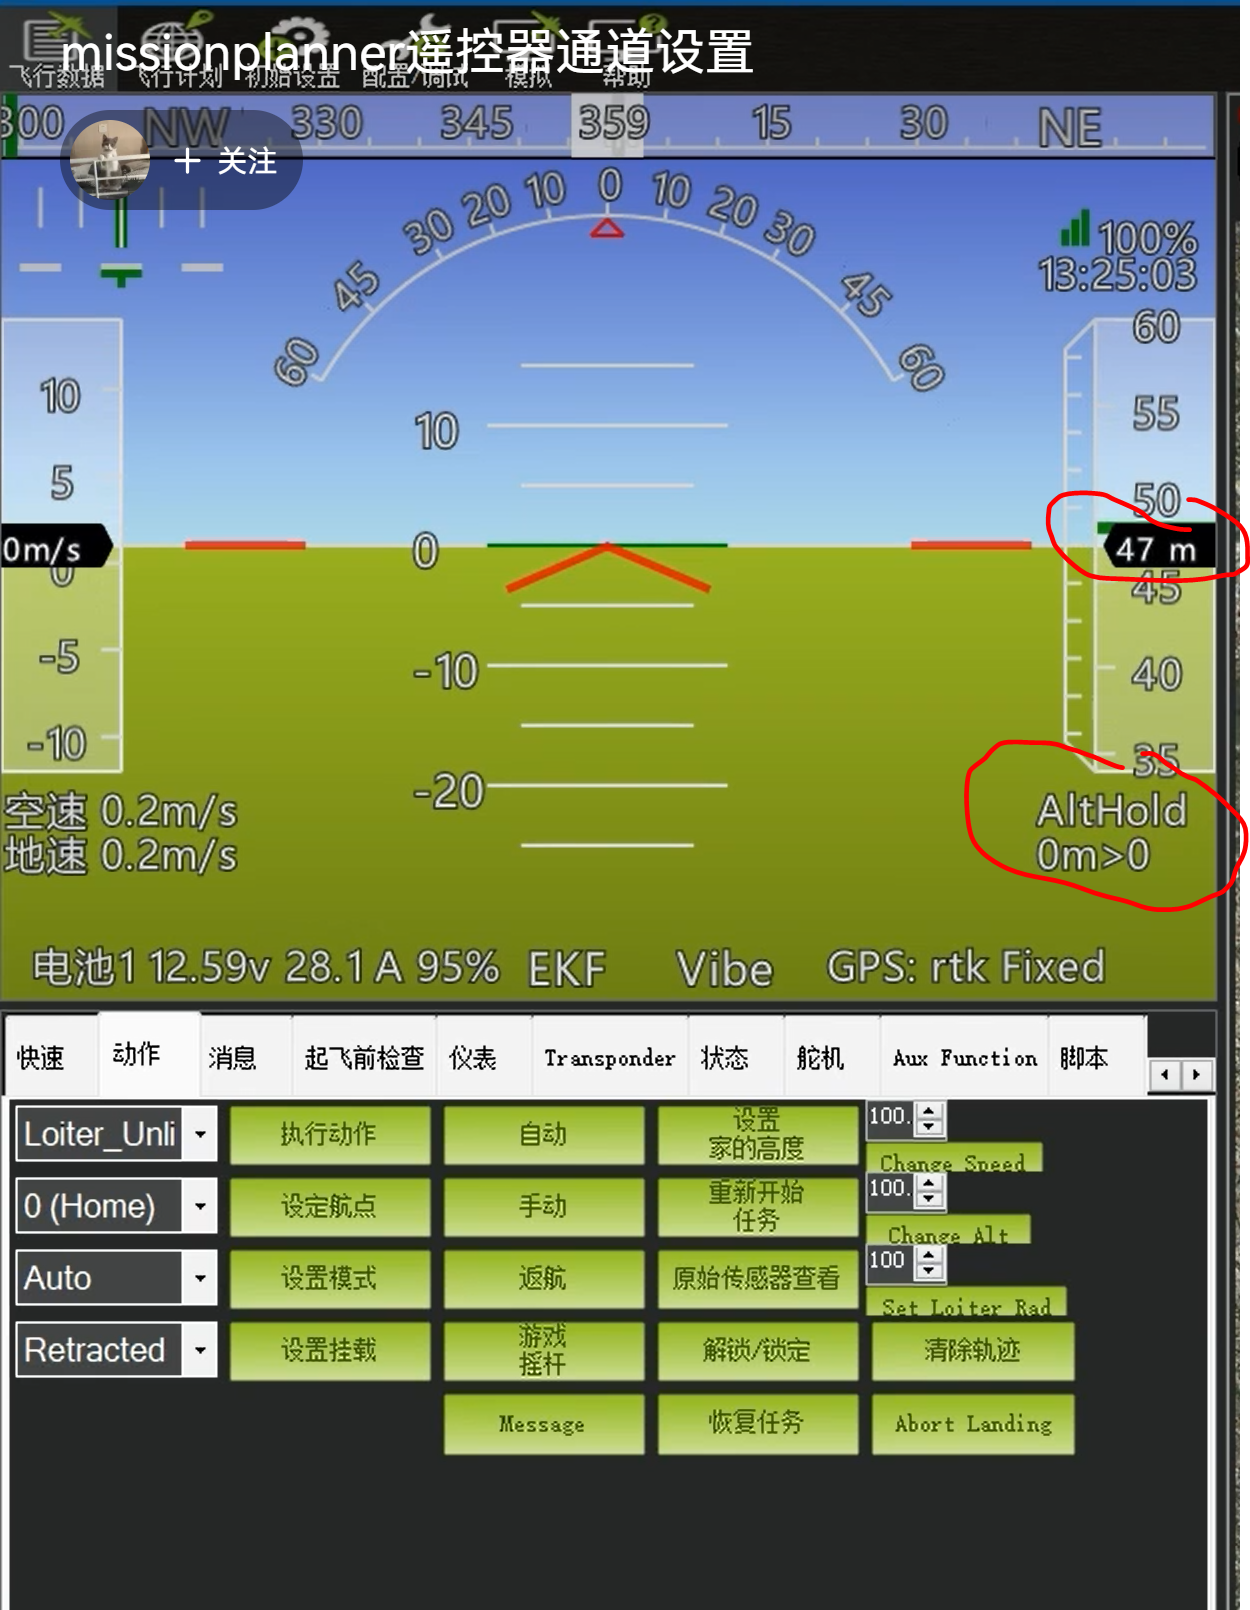 missionplanner遥控器通道设置
飞行数据 飞行计划 初始设置 配置/调试 模拟 帮助
300 NW 330 345 359 15 30 NE
+ 关注
60 45 30 20 10 0 10 20 30 45 60
100%
13:25:03
10
5
0m/s
0
-5
-10
10
0
-10
-20
60
55
50
47 m
45
40
35
空速 0.2m/s
地速 0.2m/s
AltHold
0m>0
电池1 12.59v 28.1 A 95% EKF Vibe GPS: rtk Fixed
快速 动作 消息 起飞前检查 仪表 Transponder 状态 舵机 Aux Function 脚本
Loiter_Unli 执行动作 自动 设置
家的高度 100.
Change Speed
0 (Home) 设定航点 手动 重新开始
任务 100.
Change Alt
Auto 设置模式 返航 原始传感器查看 100
Set Loiter Rad
Retracted 设置挂载 游戏
摇杆 解锁/锁定 清除轨迹
Message 恢复任务 Abort Landing